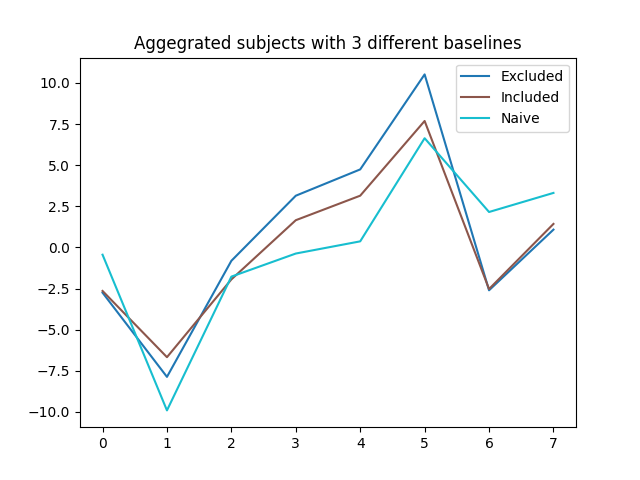 Aggegrated subjects with 3 different baselines
Excluded
Included
Naive
10.0
7.5
5.0
2.5
0.0
−2.5
−5.0
−7.5
−10.0
0 1 2 3 4 5 6 7